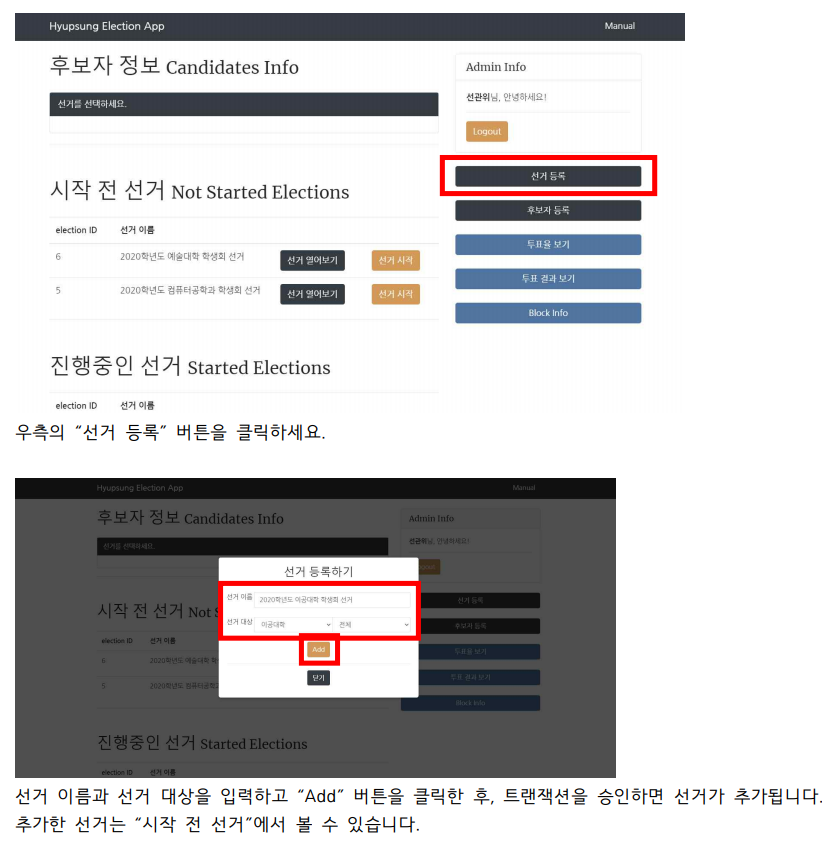 Hyupsung Election App Manual
후보자 정보 Candidates Info
선거를 선택하세요.
Admin Info
선관위님, 안녕하세요!
Logout
선거 등록
후보자 등록
투표율 보기
투표 결과 보기
Block Info
시작 전 선거 Not Started Elections
election ID 선거 이름
6 2020학년도 예술대학 학생회 선거 선거 열어보기 선거 시작
5 2020학년도 컴퓨터공학과 학생회 선거 선거 열어보기 선거 시작
진행중인 선거 Started Elections
election ID 선거 이름
우측의 “선거 등록” 버튼을 클릭하세요.
Hyupsung Election App Manual
후보자 정보 Candidates Info
선거를 선택하세요.
Admin Info
선관위님, 안녕하세요!
선거 등록
후보자 등록
투표율 보기
투표 결과 보기
Block Info
시작 전 선거 Not
election ID 선거 이름
6 2020학년도 예술대학
5 2020학년도 컴퓨터공학
진행중인 선거 Started Elections
election ID 선거 이름
선거 등록하기
선거 이름 2020학년도 이공대학 학생회 선거
선거 대상 이공대학 전체
Add
닫기
선거 이름과 선거 대상을 입력하고 “Add” 버튼을 클릭한 후, 트랜잭션을 승인하면 선거가 추가됩니다.
추가한 선거는 “시작 전 선거”에서 볼 수 있습니다.